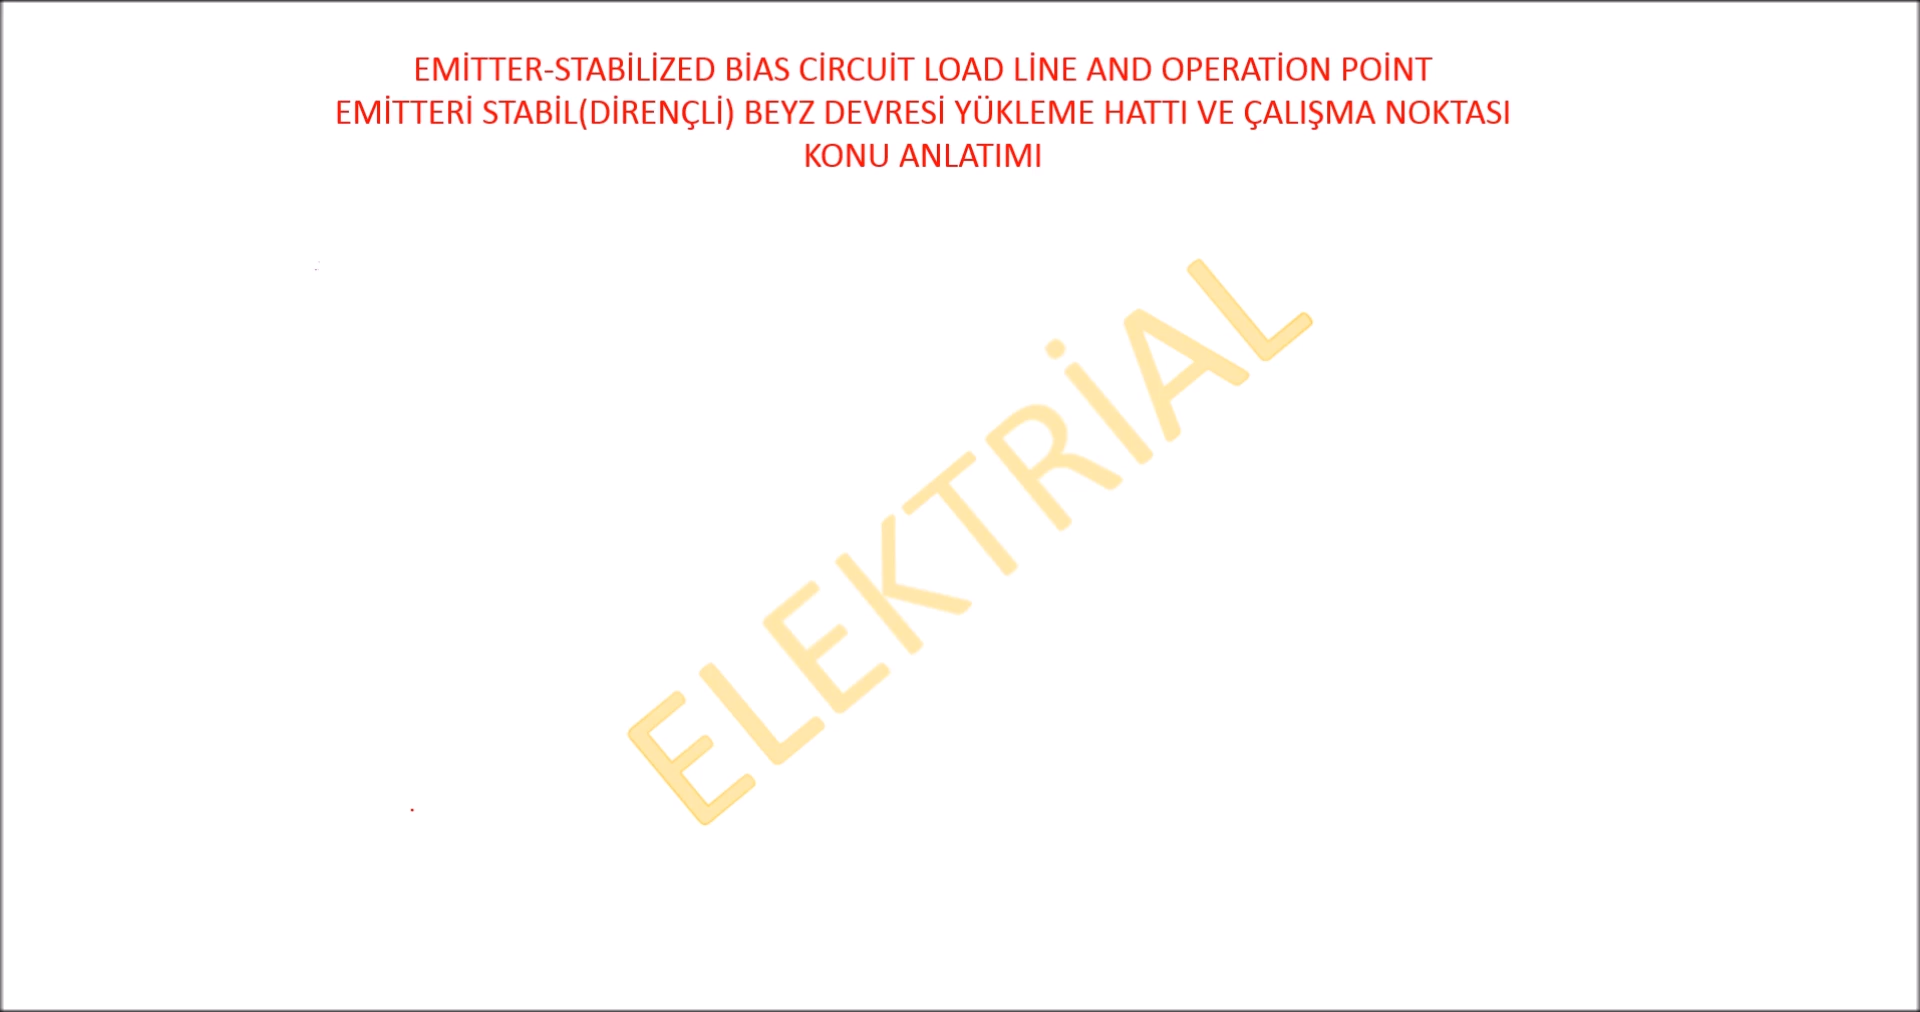 EMİTTER-STABİLİZED BİAS CİRCUİT LOAD LİNE AND OPERATİON POİNT
EMİTTERİ STABİL(DİRENÇLİ) BEYZ DEVRESİ YÜKLEME HATTI VE ÇALIŞMA NOKTASI
KONU ANLATIMI
ELEKTRİAL